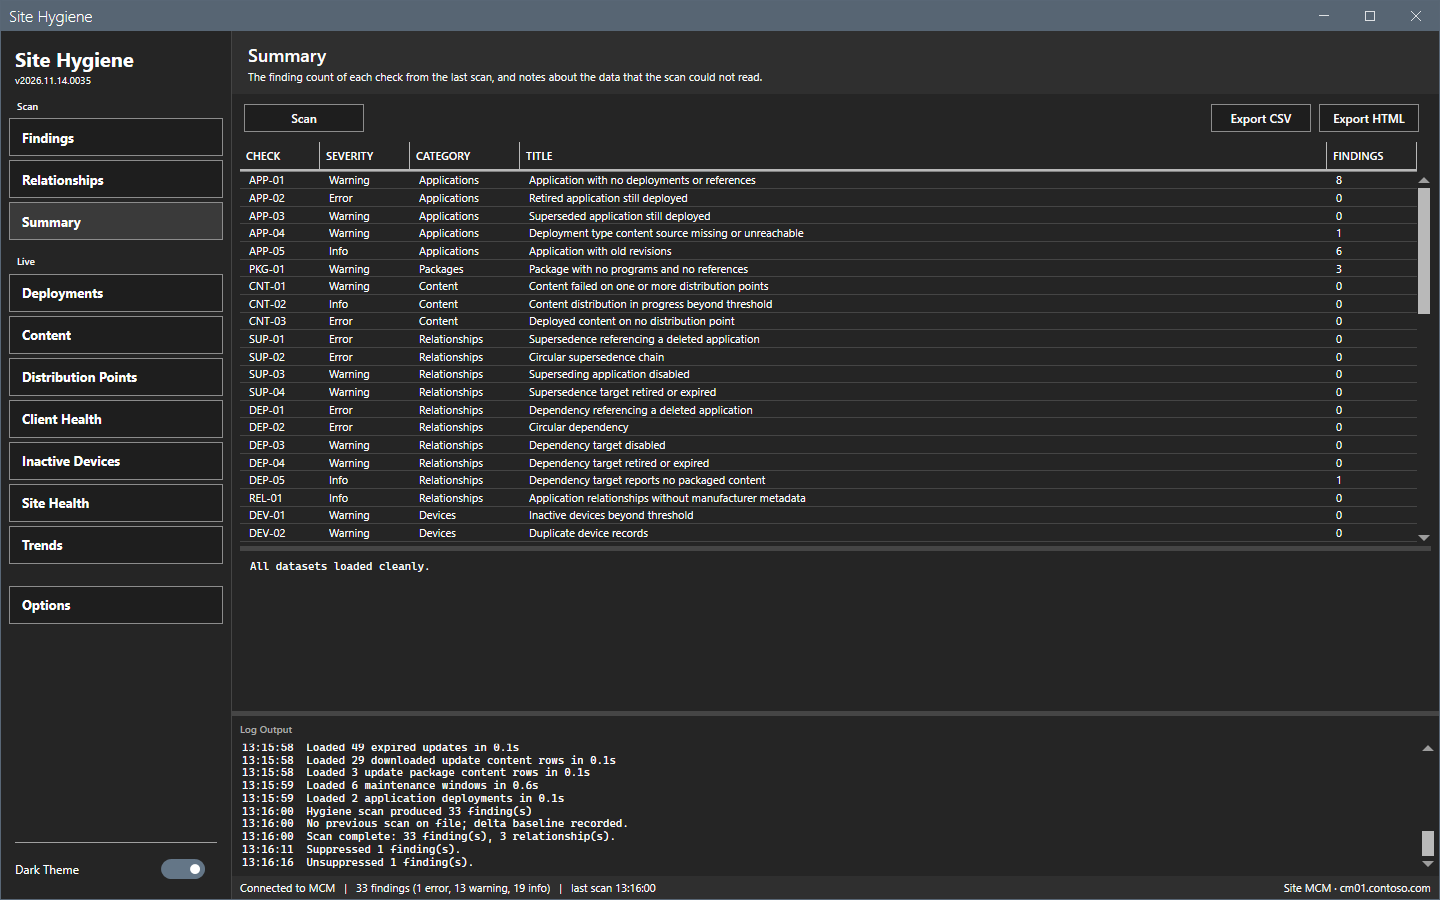 Site Hygiene
Site Hygiene
v2026.11.14.0035
Scan
Findings
Relationships
Summary
Live
Deployments
Content
Distribution Points
Client Health
Inactive Devices
Site Health
Trends
Options
Dark Theme
Summary
The finding count of each check from the last scan, and notes about the data that the scan could not read.
Scan
Export CSV
Export HTML
CHECK SEVERITY CATEGORY TITLE FINDINGS
APP-01 Warning Applications Application with no deployments or references 8
APP-02 Error Applications Retired application still deployed 0
APP-03 Warning Applications Superseded application still deployed 0
APP-04 Warning Applications Deployment type content source missing or unreachable 1
APP-05 Info Applications Application with old revisions 6
PKG-01 Warning Packages Package with no programs and no references 3
CNT-01 Warning Content Content failed on one or more distribution points 0
CNT-02 Info Content Content distribution in progress beyond threshold 0
CNT-03 Error Content Deployed content on no distribution point 0
SUP-01 Error Relationships Supersedence referencing a deleted application 0
SUP-02 Error Relationships Circular supersedence chain 0
SUP-03 Warning Relationships Superseding application disabled 0
SUP-04 Warning Relationships Supersedence target retired or expired 0
DEP-01 Error Relationships Dependency referencing a deleted application 0
DEP-02 Error Relationships Circular dependency 0
DEP-03 Warning Relationships Dependency target disabled 0
DEP-04 Warning Relationships Dependency target retired or expired 0
DEP-05 Info Relationships Dependency target reports no packaged content 1
REL-01 Info Relationships Application relationships without manufacturer metadata 0
DEV-01 Warning Devices Inactive devices beyond threshold 0
DEV-02 Warning Devices Duplicate device records 0
All datasets loaded cleanly.
Log Output
13:15:58 Loaded 49 expired updates in 0.1s
13:15:58 Loaded 29 downloaded update content rows in 0.1s
13:15:58 Loaded 3 update package content rows in 0.1s
13:15:59 Loaded 6 maintenance windows in 0.6s
13:15:59 Loaded 2 application deployments in 0.1s
13:16:00 Hygiene scan produced 33 finding(s)
13:16:00 No previous scan on file; delta baseline recorded.
13:16:00 Scan complete: 33 finding(s), 3 relationship(s).
13:16:11 Suppressed 1 finding(s).
13:16:16 Unsuppressed 1 finding(s).
Connected to MCM | 33 findings (1 error, 13 warning, 19 info) | last scan 13:16:00
Site MCM · cm01.contoso.com